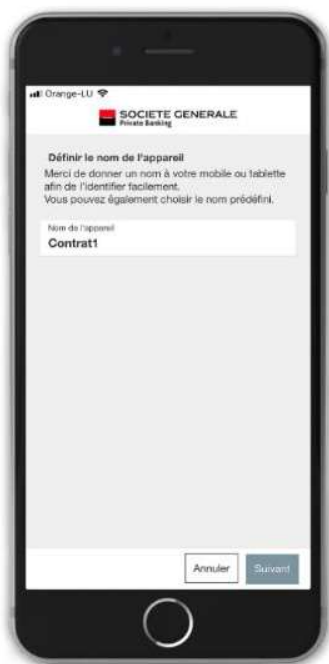 Orange-LU
SOCIETE GENERALE
Private Banking
Définir le nom de l'appareil
Merci de donner un nom à votre mobile ou tablette
afin de l'identifier facilement.
Vous pouvez également choisir le nom prédéfini.
Nom de l'appareil
Contrat1
Annuler
Suivant